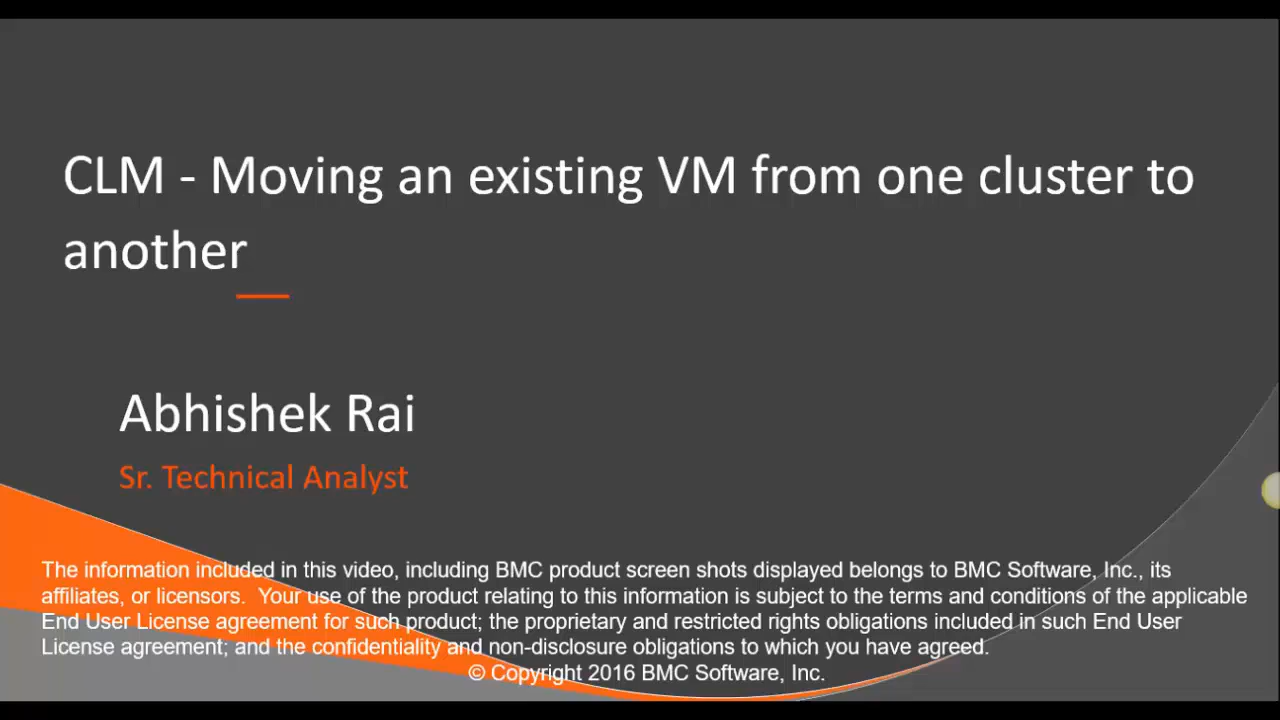 CLM - Moving an existing VM from one cluster to
another
Abhishek Rai
Sr. Technical Analyst
The information included in this video, including BMC product screen shots displayed belongs to BMC Software, Inc., its
affiliates, or licensors.  Your use of the product relating to this information is subject to the terms and conditions of the applicable
End User License agreement for such product; the proprietary and restricted rights obligations included in such End User
License agreement; and the confidentiality and non-disclosure obligations to which you have agreed.
© Copyright 2016 BMC Software, Inc.